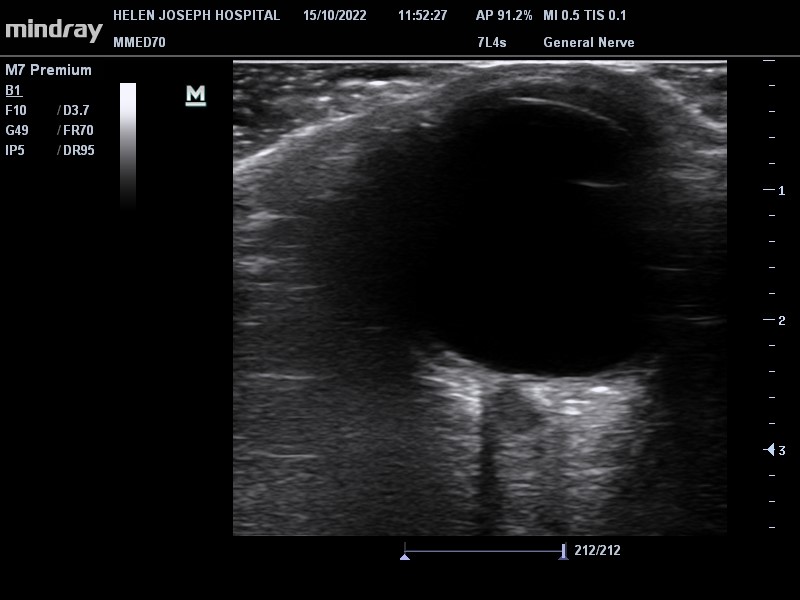 mindray
HELEN JOSEPH HOSPITAL 15/10/2022 11:52:27 AP 91.2% MI 0.5 TIS 0.1
MMED70 7L4s General Nerve
M7 Premium
B1
F10 / D3.7
G49 / FR70
IP5 / DR95
M
1
2
3
212/212